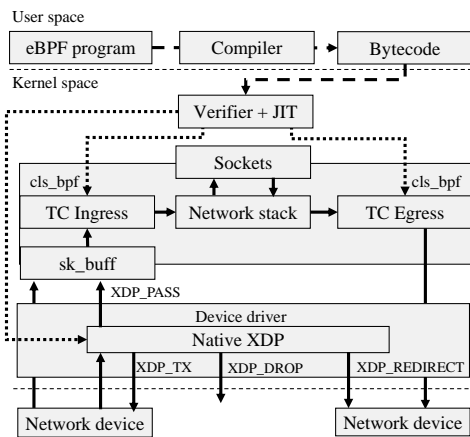 User space
eBPF program
Compiler
Bytecode
Kernel space
Verifier + JIT
Sockets
cls_bpf
cls_bpf
TC Ingress
Network stack
TC Egress
sk_buff
XDP_PASS
Device driver
Native XDP
XDP_TX
XDP_DROP
XDP_REDIRECT
Network device
Network device